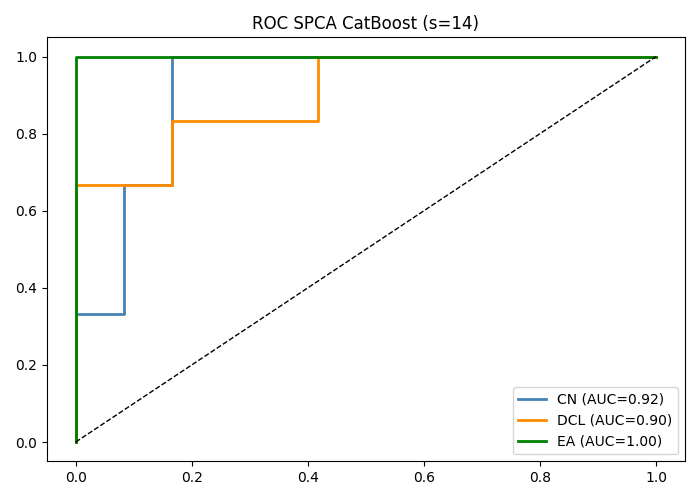 ROC SPCA CatBoost (s=14)
1.0
0.8
0.6
0.4
0.2
0.0
0.0 0.2 0.4 0.6 0.8 1.0
CN (AUC=0.92)
DCL (AUC=0.90)
EA (AUC=1.00)